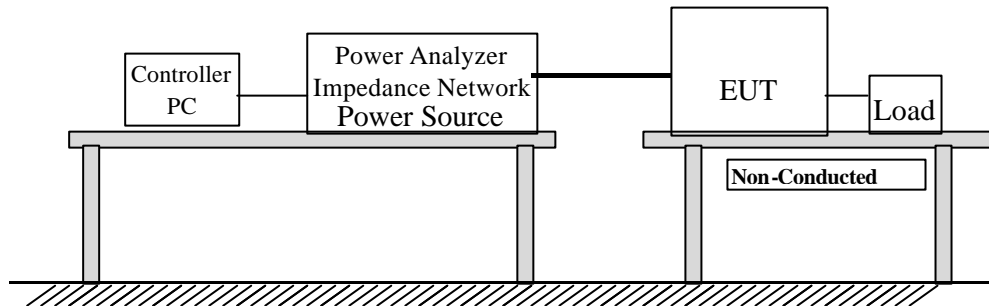 Controller
PC
Power Analyzer
Impedance Network
Power Source
EUT
Load
Non-Conducted